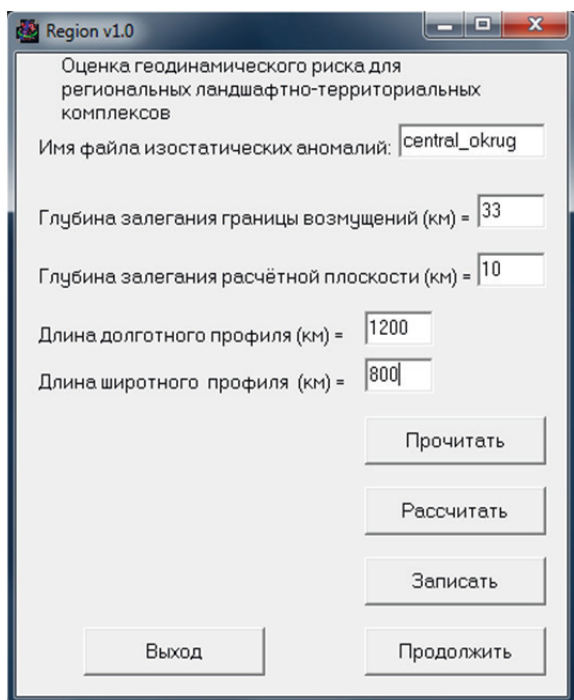 Region v1.0
Оценка геодинамического риска для
региональных ландшафтно-территориальных
комплексов
Имя файла изостатических аномалий: central_okrug
Глубина залегания границы возмущений (км) = 33
Глубина залегания расчётной плоскости (км) = 10
Длина долготного профиля (км) = 1200
Длина широтного профиля (км) = 800
Прочитать
Рассчитать
Записать
Выход Продолжить